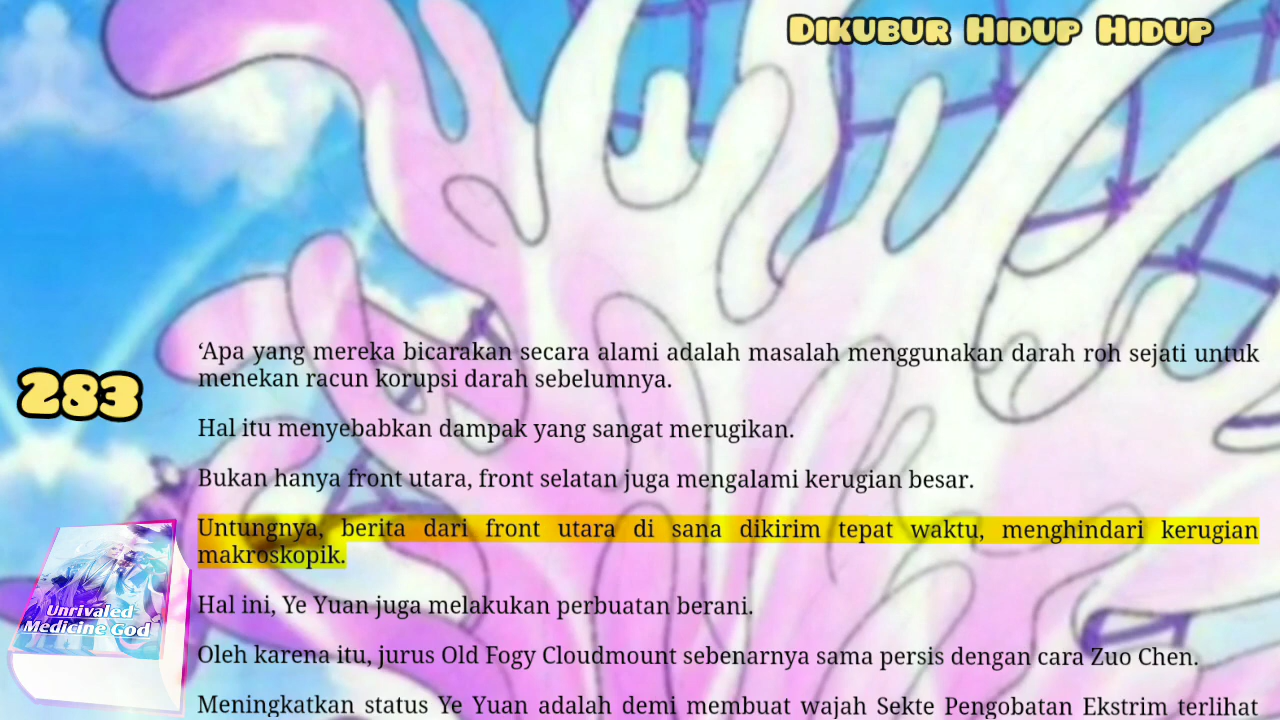 Dikubur Hidup Hidup
‘Apa yang mereka bicarakan secara alami adalah masalah menggunakan darah roh sejati untuk
menekan racun korupsi darah sebelumnya.
283
Hal itu menyebabkan dampak yang sangat merugikan.
Bukan hanya front utara, front selatan juga mengalami kerugian besar.
Untungnya, berita dari front utara di sana dikirim tepat waktu, menghindari kerugian
makroskopik.
Hal ini, Ye Yuan juga melakukan perbuatan berani.
Unrivaled
Medicine God
Oleh karena itu, jurus Old Fogy Cloudmount sebenarnya sama persis dengan cara Zuo Chen.
Meningkatkan status Ye Yuan adalah demi membuat wajah Sekte Pengobatan Ekstrim terlihat